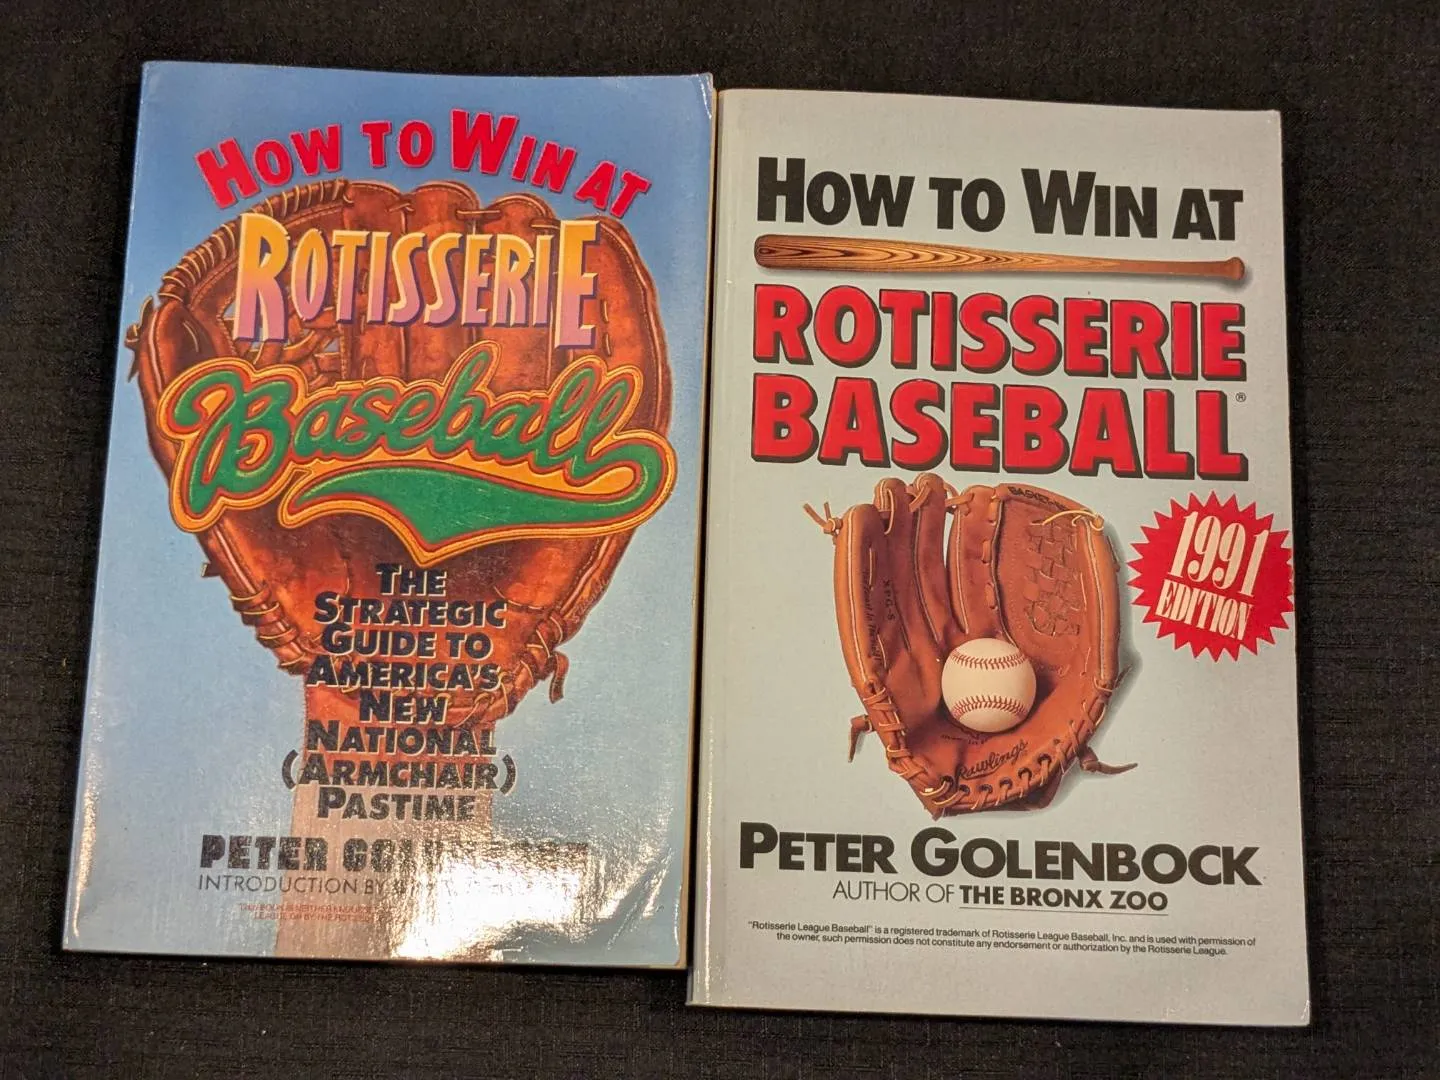 HOW TO WIN AT
ROTISSERIE
Baseball
THE
STRATEGIC
GUIDE TO
AMERICA'S
NEW
NATIONAL
(ARMCHAIR)
PASTIME
PETER
INTRODUCTION BY
HOW TO WIN AT
ROTISSERIE
BASEBALL®
1991
EDITION
Rawlings
PETER GOLENBOCK
AUTHOR OF THE BRONX ZOO
"Rotisserie League Baseball" is a registered trademark of Rotisserie League Baseball, Inc. and is used with permission of
the owner, such permission does not constitute any endorsement or authorization by the Rotisserie League.